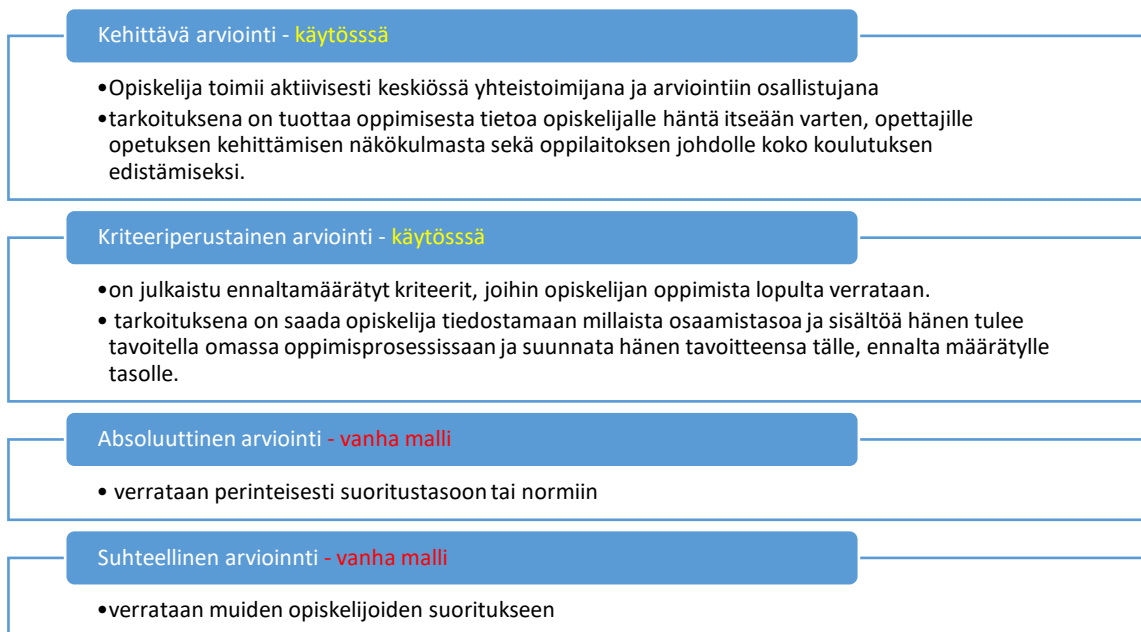 Kehittävä arviointi - käytösssä
•Opiskelija toimii aktiivisesti keskiössä yhteistoimijana ja arviointiin osallistujana
•tarkoituksena on tuottaa oppimisesta tietoa opiskelijalle häntä itseään varten, opettajille
opetuksen kehittämisen näkökulmasta sekä oppilaitoksen johdolle koko koulutuksen
edistämiseksi.
Kriteeriperustainen arviointi - käytösssä
•on julkaistu ennaltamäärätyt kriteerit, joihin opiskelijan oppimista lopulta verrataan.
• tarkoituksena on saada opiskelija tiedostamaan millaista osaamistasoa ja sisältöä hänen tulee
tavoitella omassa oppimisprosessissaan ja suunnata hänen tavoitteensa tälle, ennalta määrätylle
tasolle.
Absoluuttinen arviointi - vanha malli
• verrataan perinteisesti suoritustasoon tai normiin
Suhteellinen arvioinnti - vanha malli
•verrataan muiden opiskelijoiden suoritukseen